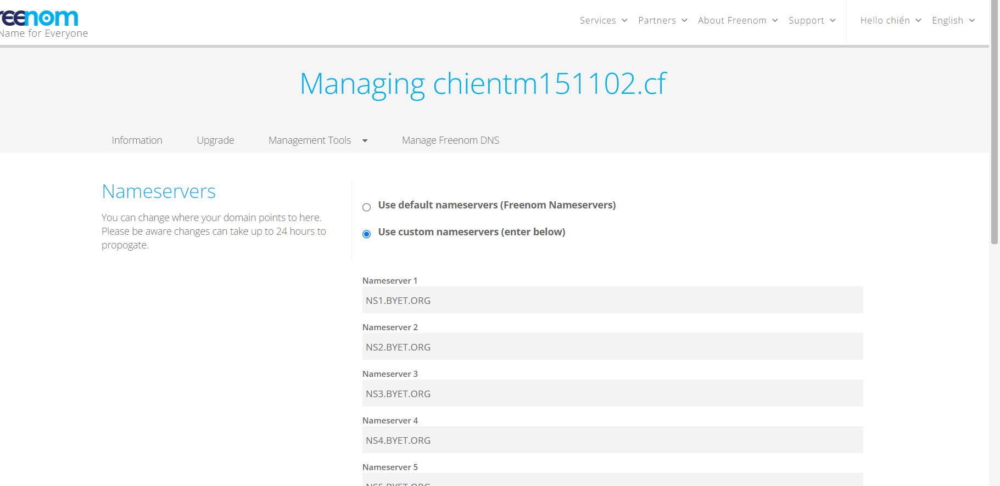 reenom
Name for Everyone
Services Partners About Freenom Support Hello chiến English
Managing chientm151102.cf
Information Upgrade Management Tools Manage Freenom DNS
Nameservers
You can change where your domain points to here.
Please be aware changes can take up to 24 hours to
propogate.
Use default nameservers (Freenom Nameservers)
Use custom nameservers (enter below)
Nameserver 1
NS1.BYET.ORG
Nameserver 2
NS2.BYET.ORG
Nameserver 3
NS3.BYET.ORG
Nameserver 4
NS4.BYET.ORG
Nameserver 5
NS5.BYET.ORG